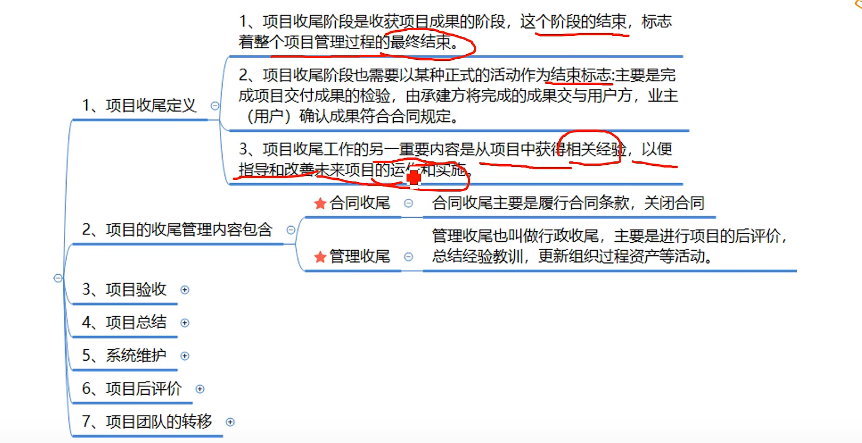 1、项目收尾定义
1、项目收尾阶段是收获项目成果的阶段，这个阶段的结束，标志
着整个项目管理过程的最终结束。
2、项目收尾阶段也需要以某种正式的活动作为结束标志:主要是完
成项目交付成果的检验，由承建方将完成的成果交与用户方，业主
（用户）确认成果符合合同规定。
3、项目收尾工作的另一重要内容是从项目中获得相关经验，以便
指导和改善未来项目的运作和实施。
2、项目的收尾管理内容包含
合同收尾
合同收尾主要是履行合同条款，关闭合同
管理收尾
管理收尾也叫做行政收尾，主要是进行项目的后评价，
总结经验教训，更新组织过程资产等活动。
3、项目验收
4、项目总结
5、系统维护
6、项目后评价
7、项目团队的转移